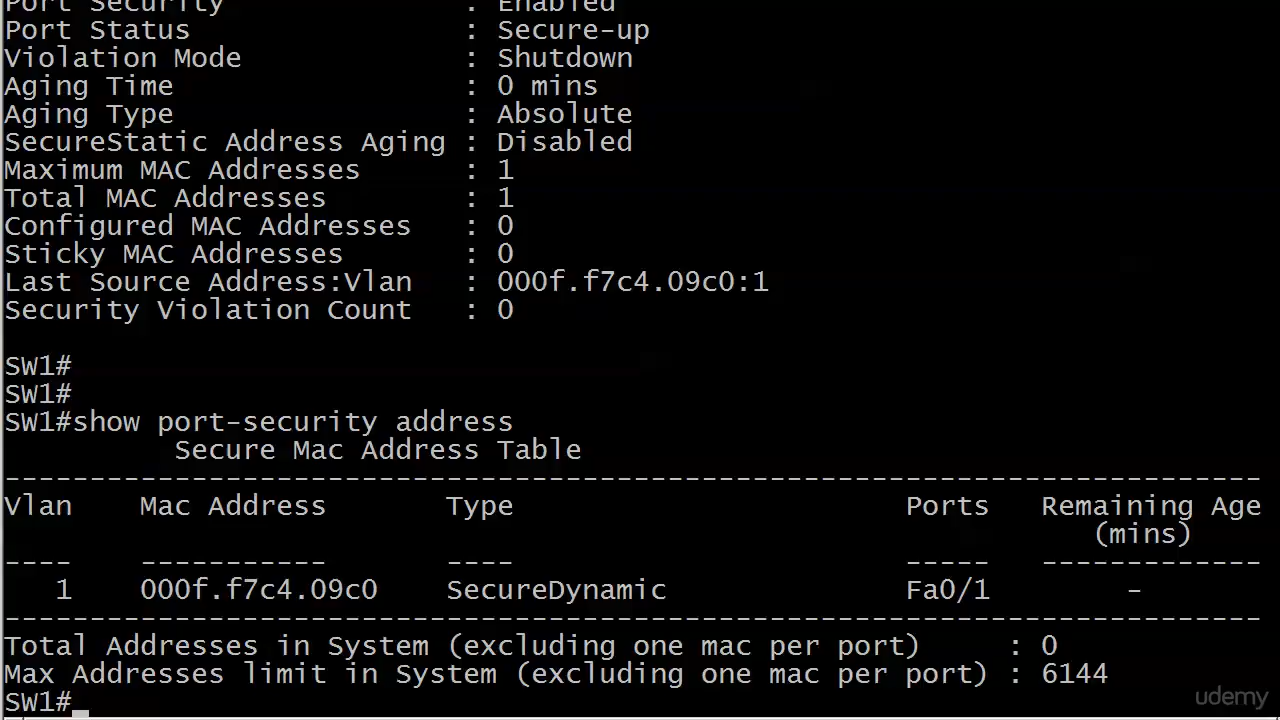 Port Security              : Enabled
Port Status                : Secure-up
Violation Mode             : Shutdown
Aging Time                 : 0 mins
Aging Type                 : Absolute
SecureStatic Address Aging : Disabled
Maximum MAC Addresses      : 1
Total MAC Addresses        : 1
Configured MAC Addresses   : 0
Sticky MAC Addresses       : 0
Last Source Address:Vlan   : 000f.f7c4.09c0:1
Security Violation Count   : 0
SW1#
SW1#
SW1#show port-security address
Secure Mac Address Table
---------------------------------------------------------------------------
Vlan    Mac Address       Type                       Ports   Remaining Age
(mins)
----    -----------       ----                       -----   -------------
1    000f.f7c4.09c0    SecureDynamic              Fa0/1        -
---------------------------------------------------------------------------
Total Addresses in System (excluding one mac per port)     : 0
Max Addresses limit in System (excluding one mac per port) : 6144
SW1#
udemy